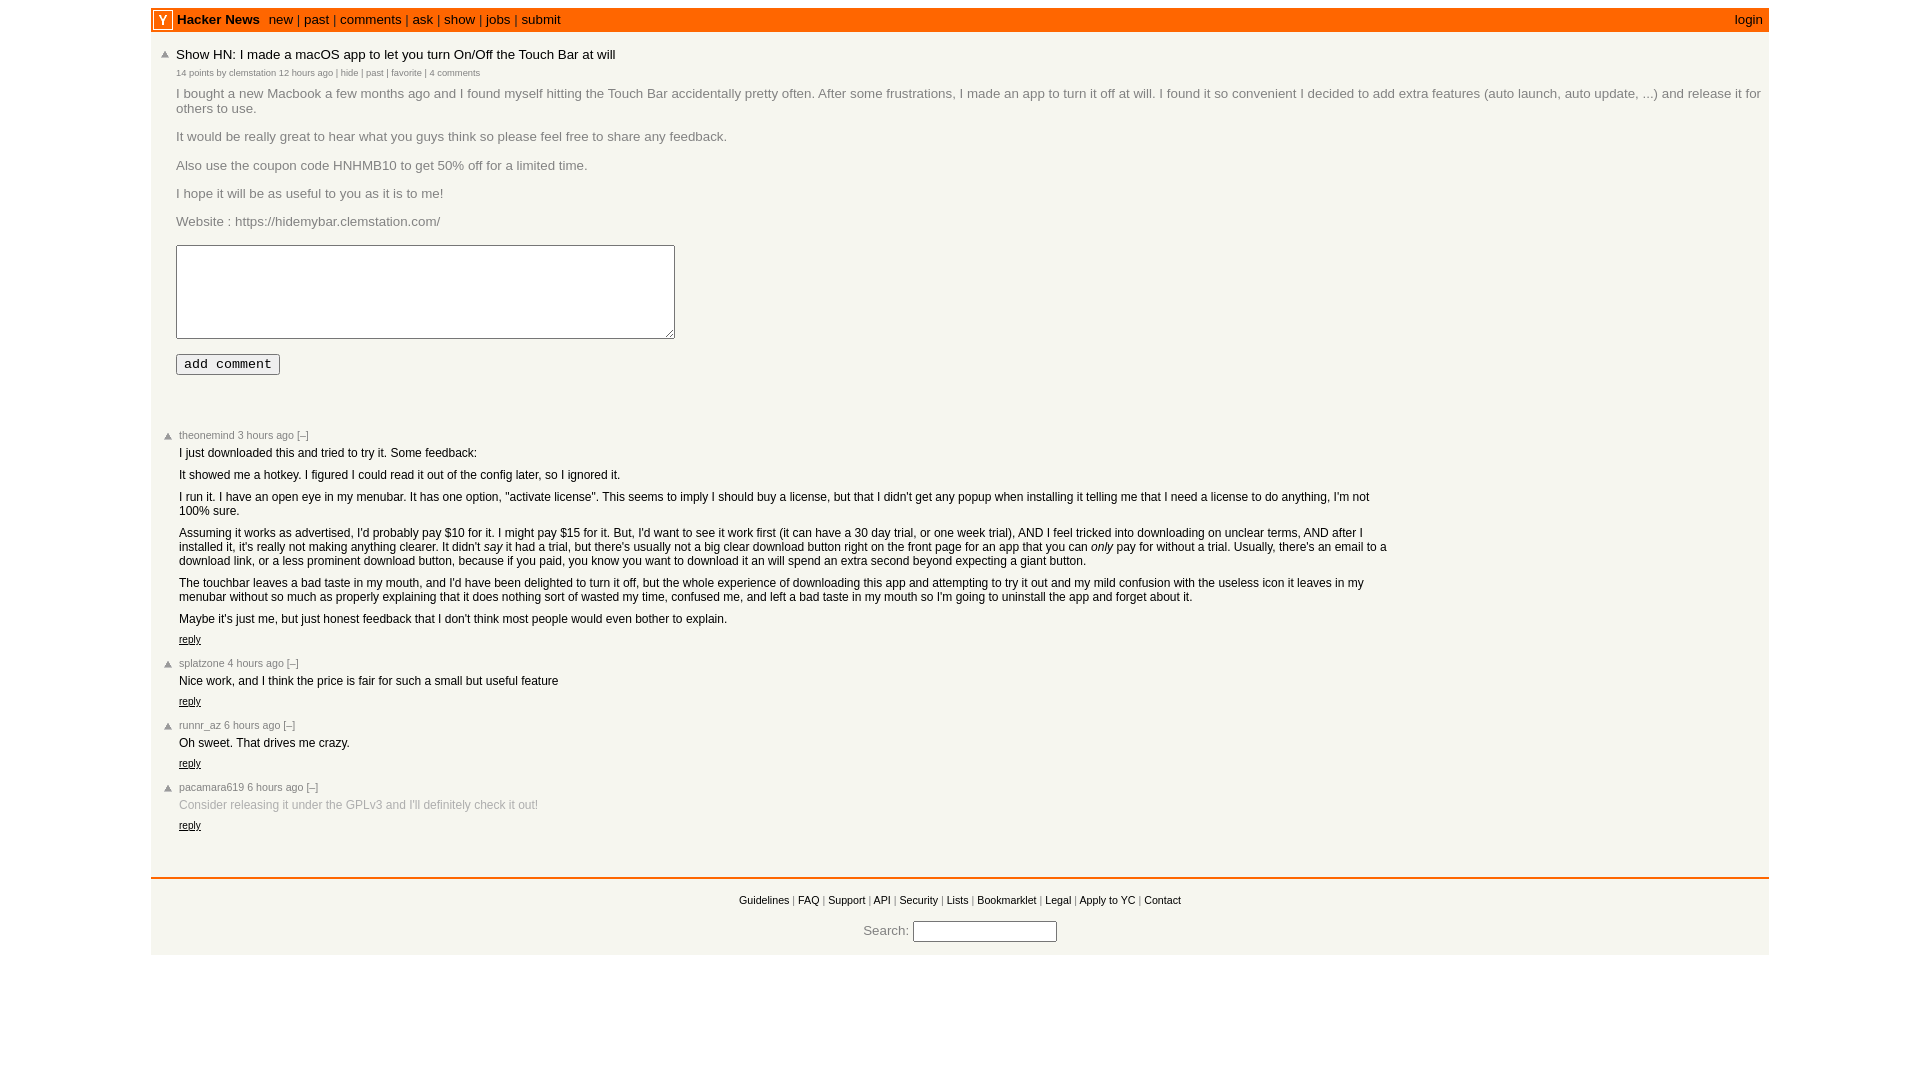 Y Hacker News new | past | comments | ask | show | jobs | submit login
Show HN: I made a macOS app to let you turn On/Off the Touch Bar at will
14 points by clemstation 12 hours ago | hide | past | favorite | 4 comments
I bought a new Macbook a few months ago and I found myself hitting the Touch Bar accidentally pretty often. After some frustrations, I made an app to turn it off at will. I found it so convenient I decided to add extra features (auto launch, auto update, ...) and release it for
others to use.
It would be really great to hear what you guys think so please feel free to share any feedback.
Also use the coupon code HNHMB10 to get 50% off for a limited time.
I hope it will be as useful to you as it is to me!
Website : https://hidemybar.clemstation.com/
add comment
theonemind 3 hours ago [–]
I just downloaded this and tried to try it. Some feedback:
It showed me a hotkey. I figured I could read it out of the config later, so I ignored it.
I run it. I have an open eye in my menubar. It has one option, "activate license". This seems to imply I should buy a license, but that I didn't get any popup when installing it telling me that I need a license to do anything, I'm not
100% sure.
Assuming it works as advertised, I'd probably pay $10 for it. I might pay $15 for it. But, I'd want to see it work first (it can have a 30 day trial, or one week trial), AND I feel tricked into downloading on unclear terms, AND after I
installed it, it's really not making anything clearer. It didn't say it had a trial, but there's usually not a big clear download button right on the front page for an app that you can only pay for without a trial. Usually, there's an email to a
download link, or a less prominent download button, because if you paid, you know you want to download it an will spend an extra second beyond expecting a giant button.
The touchbar leaves a bad taste in my mouth, and I'd have been delighted to turn it off, but the whole experience of downloading this app and attempting to try it out and my mild confusion with the useless icon it leaves in my
menubar without so much as properly explaining that it does nothing sort of wasted my time, confused me, and left a bad taste in my mouth so I'm going to uninstall the app and forget about it.
Maybe it's just me, but just honest feedback that I don't think most people would even bother to explain.
reply
splatzone 4 hours ago [–]
Nice work, and I think the price is fair for such a small but useful feature
reply
runnr_az 6 hours ago [–]
Oh sweet. That drives me crazy.
reply
pacamara619 6 hours ago [–]
Consider releasing it under the GPLv3 and I'll definitely check it out!
reply
Guidelines | FAQ | Support | API | Security | Lists | Bookmarklet | Legal | Apply to YC | Contact
Search: